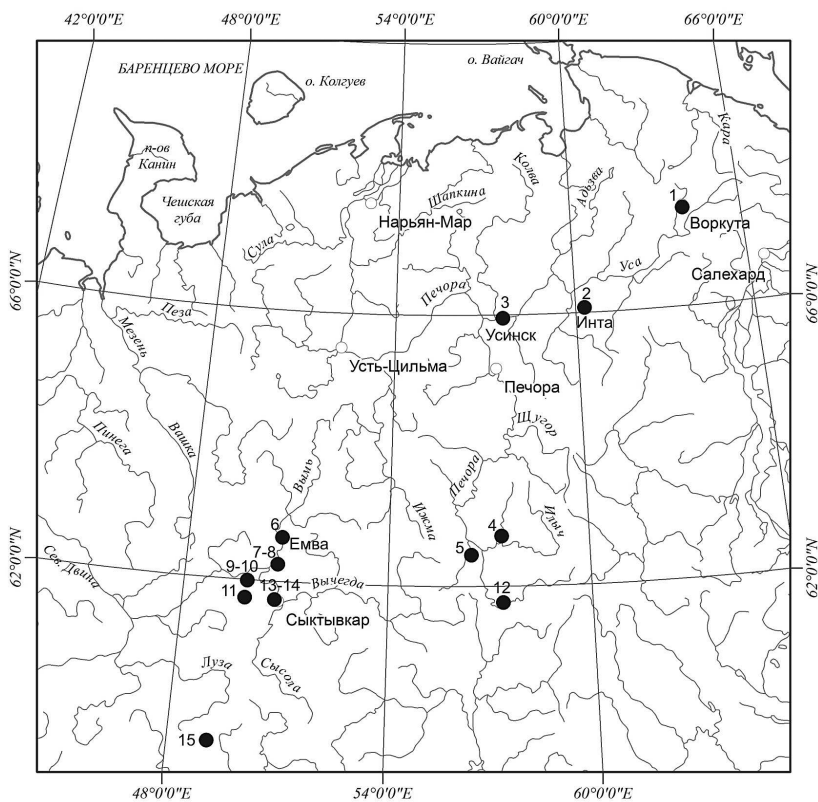 42°0'0"E
48°0'0"E
54°0'0"E
60°0'0"E
66°0'0"E
БАРЕНЦЕВО МОРЕ
о. Колгуев
о. Вайгач
п-ов
Канин
Чешская
губа
Кара
Колва
Адьзва
Шапкина
Нарьян-Мар
1
Воркута
Сула
Уса
Салехард
66°0'0"N
66°0'0"N
Печора
3
2
Пеза
Усинск
Инта
Мезень
Усть-Цильма
Печора
Щугор
Пинега
Вашка
Вымь
Печора
Ижма
Илыч
6
Емва
4
5
7-8
62°0'0"N
62°0'0"N
Сев. Двина
9-10
13-14
Вычегда
11
12
Сыктывкар
Луза
Сысола
15
48°0'0"E
54°0'0"E
60°0'0"E